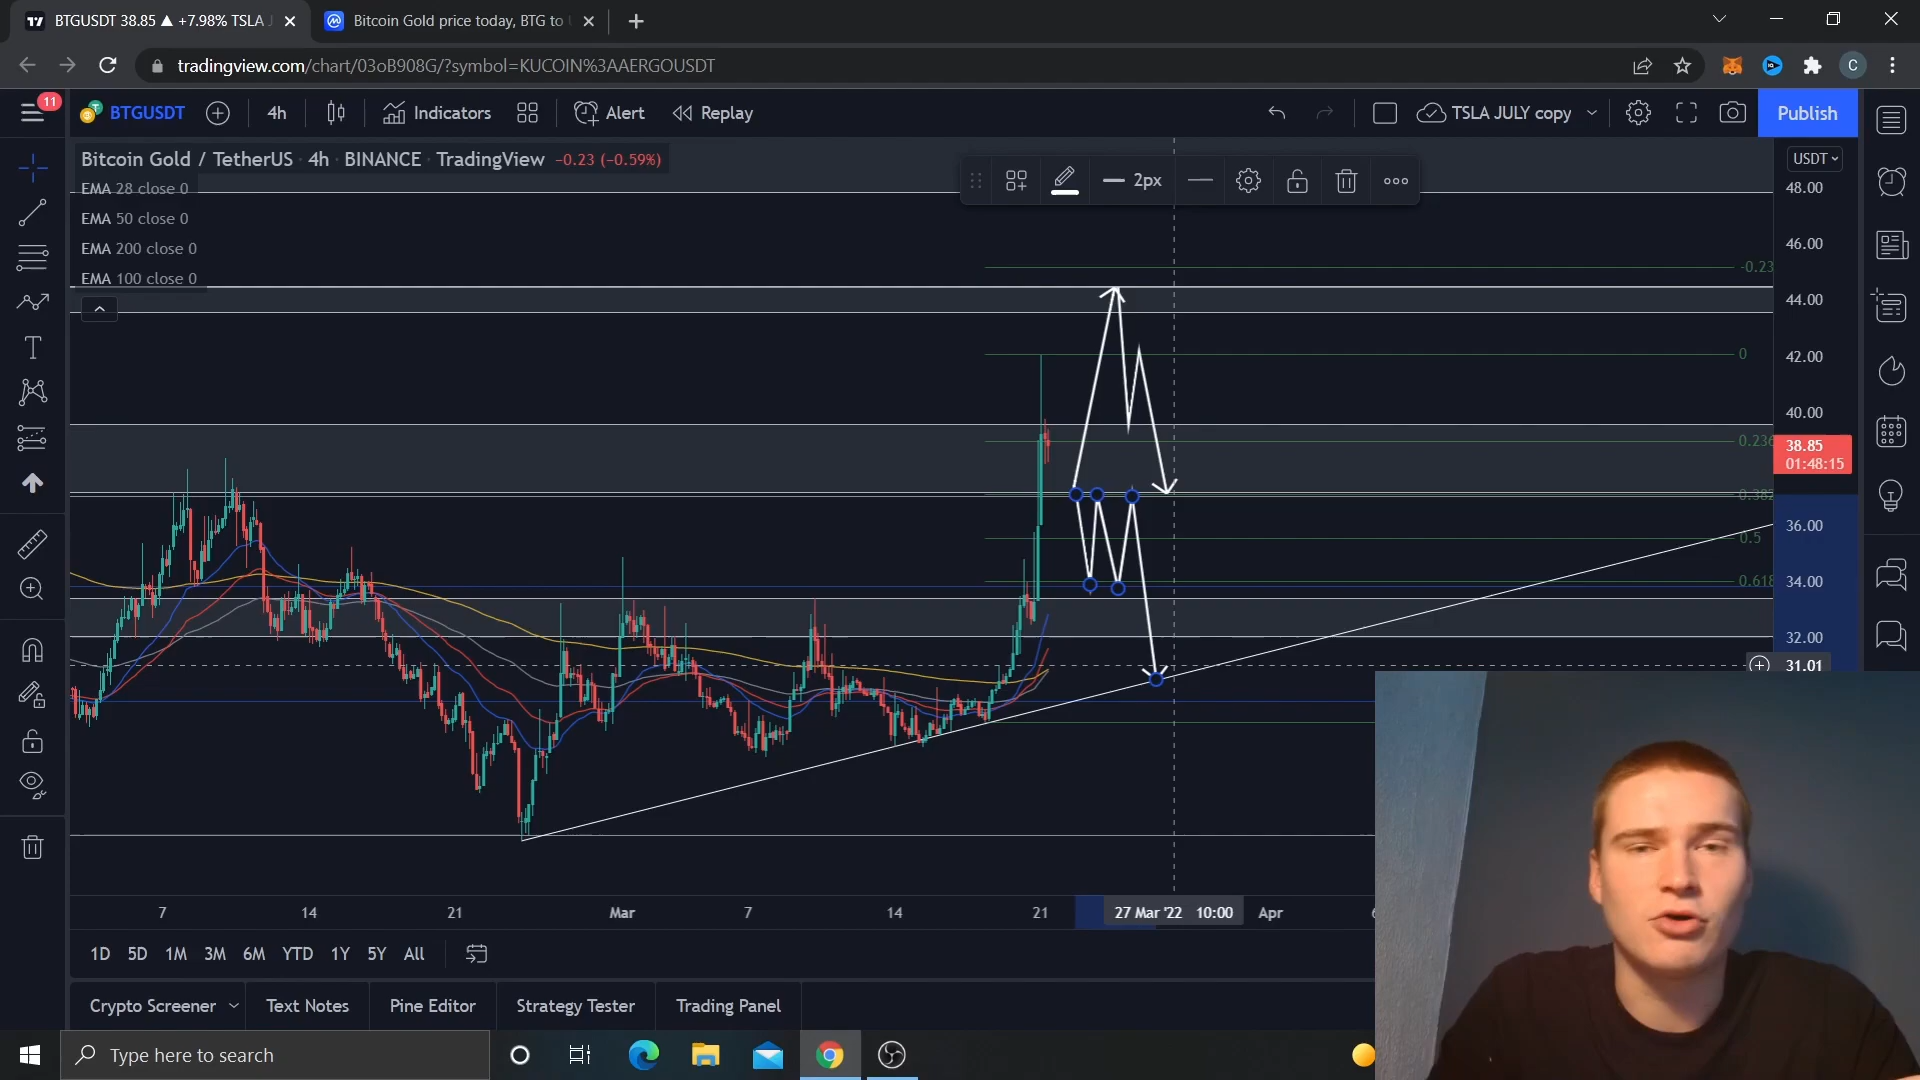 BTGUSDT 38.85 ▲ +7.98% TSLA J
Bitcoin Gold price today, BTG to U
tradingview.com/chart/03oB908G/?symbol=KUCOIN%3AAERGOUSDT
C
11
BTGUSDT
4h
Indicators
Alert
Replay
TSLA JULY copy
Publish
Bitcoin Gold / TetherUS · 4h · BINANCE · TradingView −0.23 (−0.59%)
EMA 28 close 0
EMA 50 close 0
EMA 200 close 0
EMA 100 close 0
2px
USDT
48.00
46.00
-0.23
44.00
0
42.00
40.00
0.236
38.85
01:48:15
0.382
36.00
0.5
0.618
34.00
32.00
31.01
7
14
21
Mar
7
14
21
27 Mar '22 10:00
Apr
1D 5D 1M 3M 6M YTD 1Y 5Y All
Crypto Screener
Text Notes
Pine Editor
Strategy Tester
Trading Panel
Type here to search